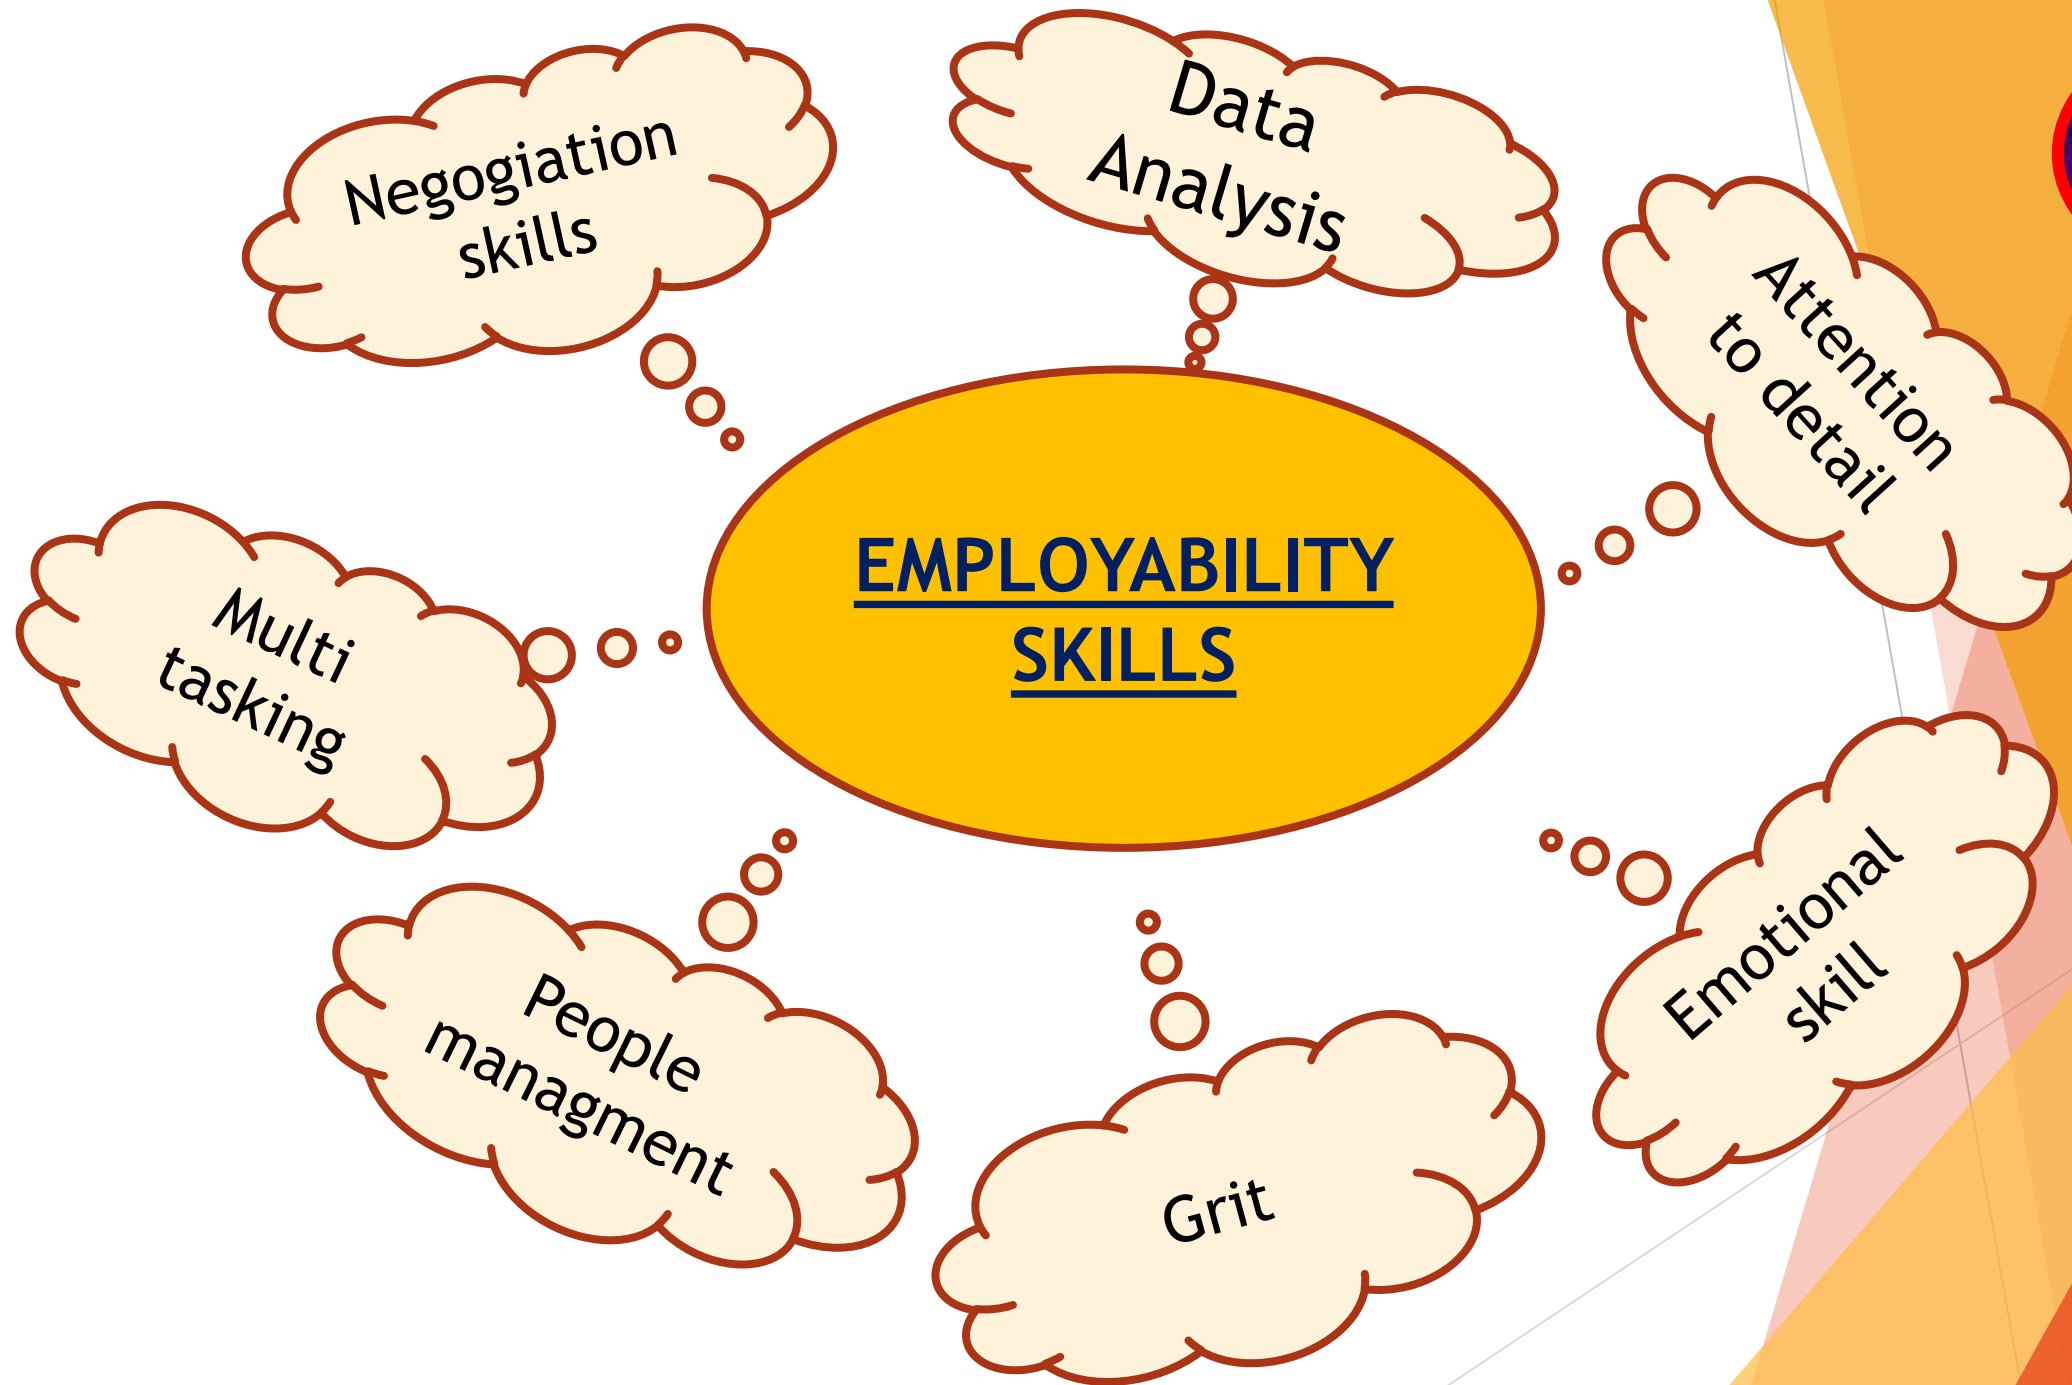 Negogiation
skills
Data
Analysis
Attention
to detail
EMPLOYABILITY
SKILLS
Multi
tasking
Emotional
skill
People
managment
Grit